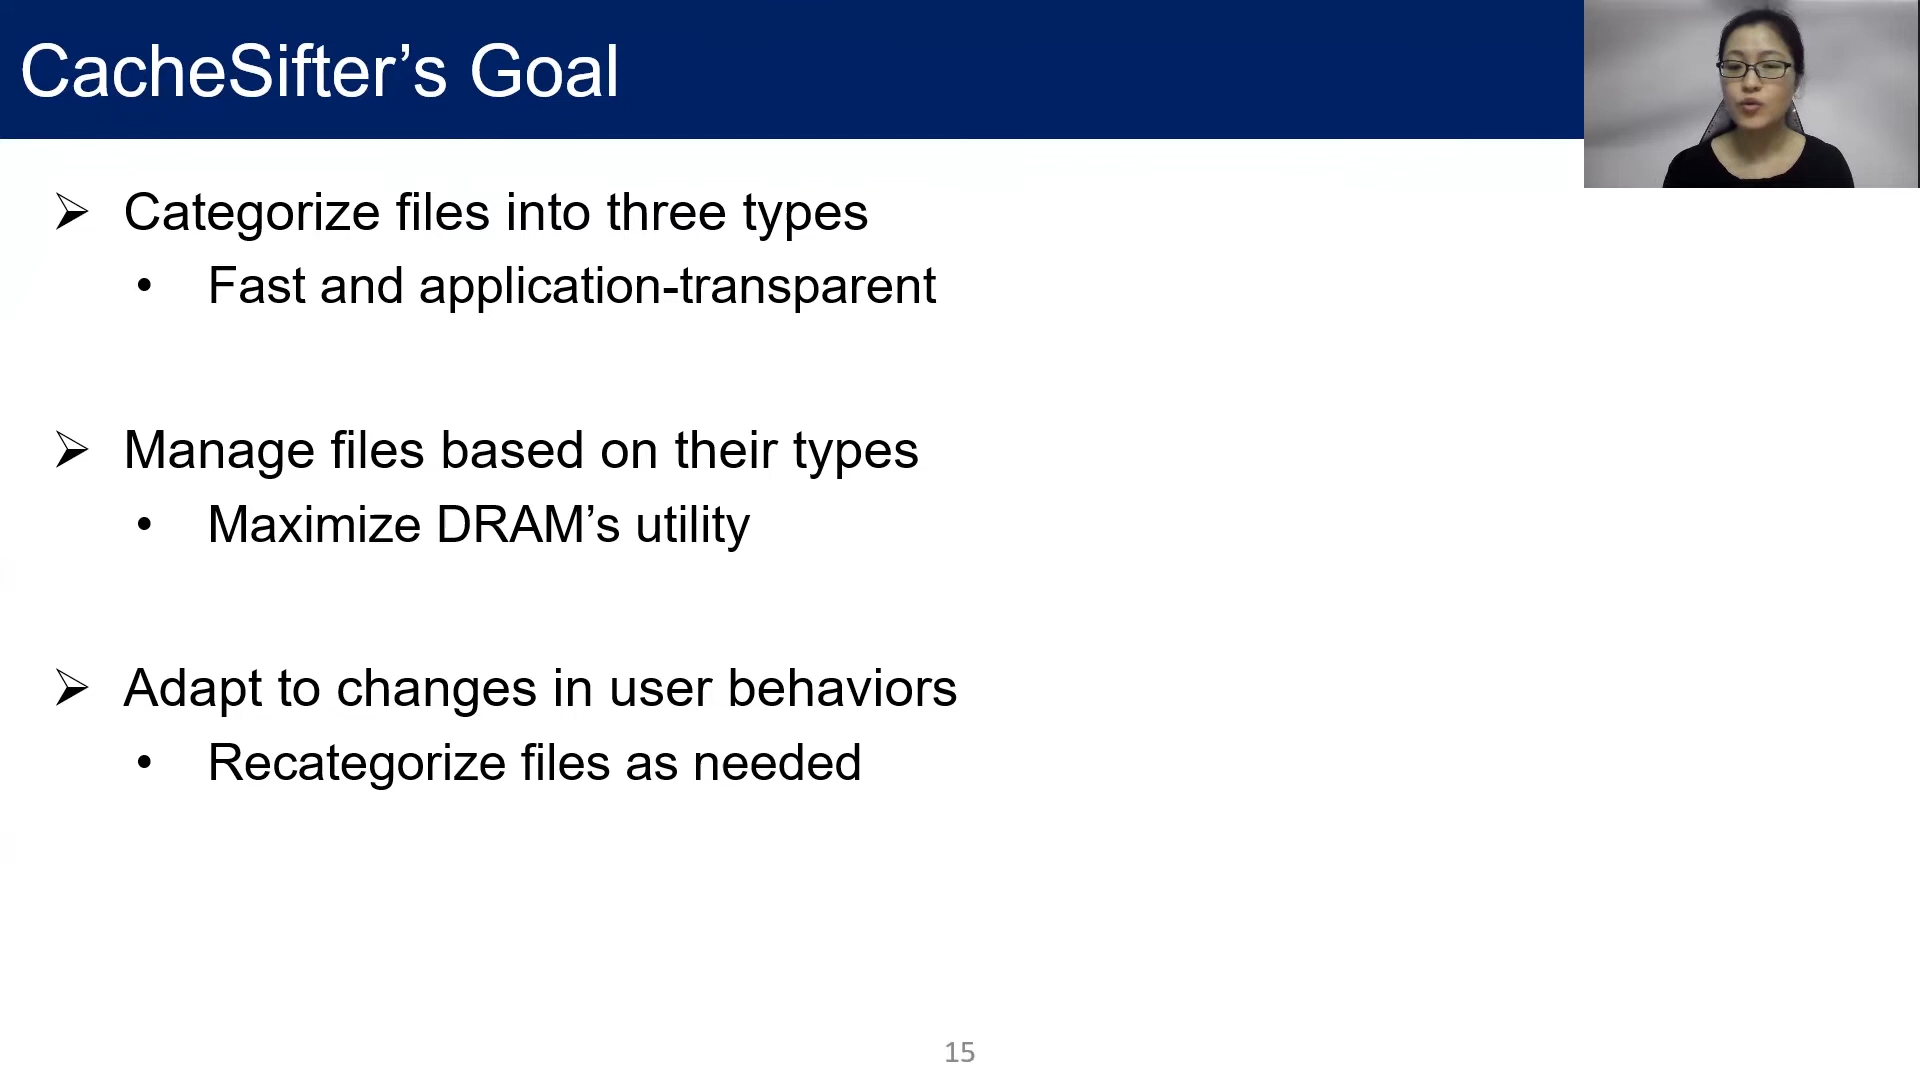 CacheSifter’s Goal
➢ Categorize files into three types
• Fast and application-transparent
➢ Manage files based on their types
• Maximize DRAM’s utility
➢ Adapt to changes in user behaviors
• Recategorize files as needed
15